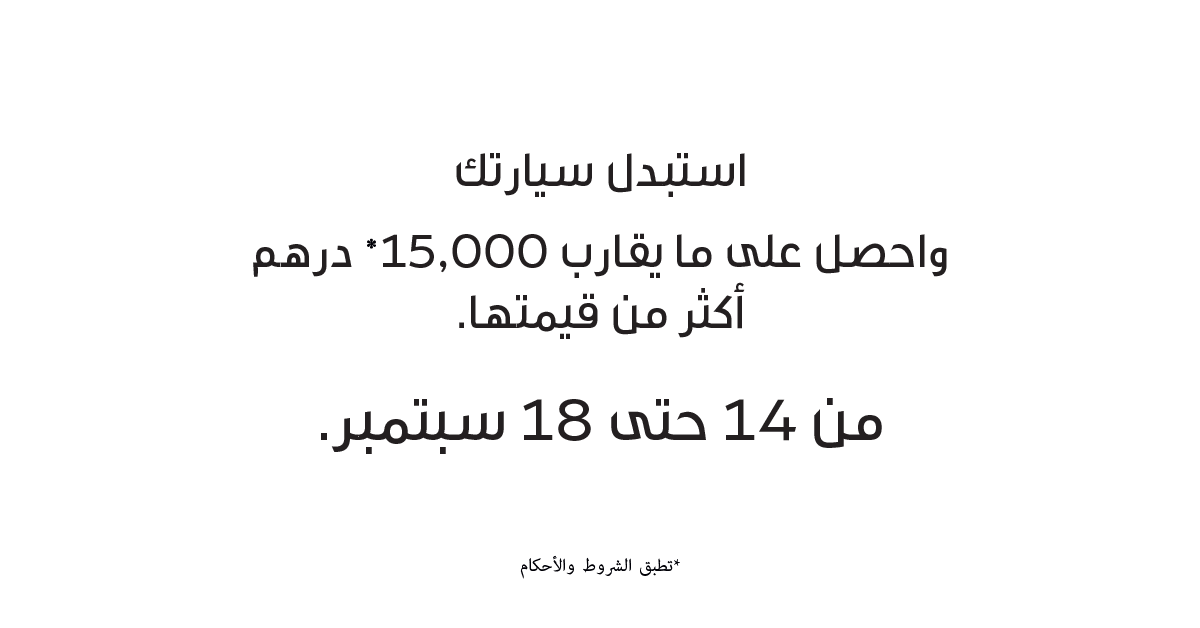 استبدل سيارتك
واحصل على ما يقارب 15,000* درهم
أكثر من قيمتها.
من 14 حتى 18 سبتمبر.
*تطبق الشروط والأحكام